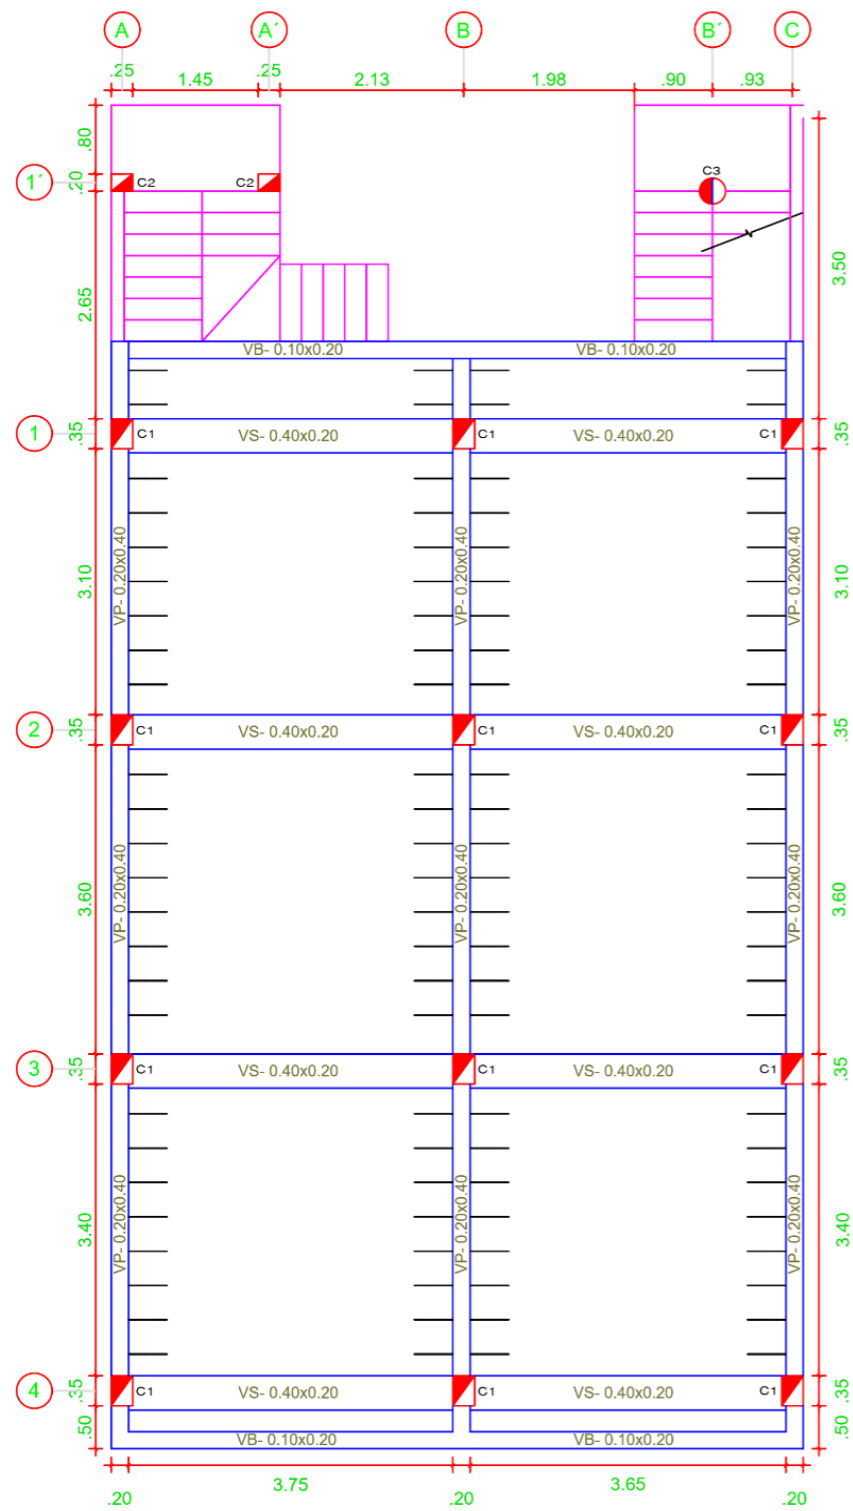 A A´ B B´ C
.25 1.45 .25 2.13 1.98 .90 .93
.80
1´ .20 C2 C2 C3
2.65 3.50
VB- 0.10x0.20 VB- 0.10x0.20
1 .35 C1 VS- 0.40x0.20 C1 VS- 0.40x0.20 C1 .35
3.10 VP- 0.20x0.40 VP- 0.20x0.40 VP- 0.20x0.40 3.10
2 .35 C1 VS- 0.40x0.20 C1 VS- 0.40x0.20 C1 .35
3.60 VP- 0.20x0.40 VP- 0.20x0.40 VP- 0.20x0.40 3.60
3 .35 C1 VS- 0.40x0.20 C1 VS- 0.40x0.20 C1 .35
3.40 VP- 0.20x0.40 VP- 0.20x0.40 VP- 0.20x0.40 3.40
4 .35 C1 VS- 0.40x0.20 C1 VS- 0.40x0.20 C1 .35
.50 VB- 0.10x0.20 VB- 0.10x0.20 .50
3.75 3.65
.20 .20 .20